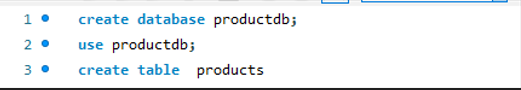 1 create database productdb;
2 use productdb;
3 create table  products